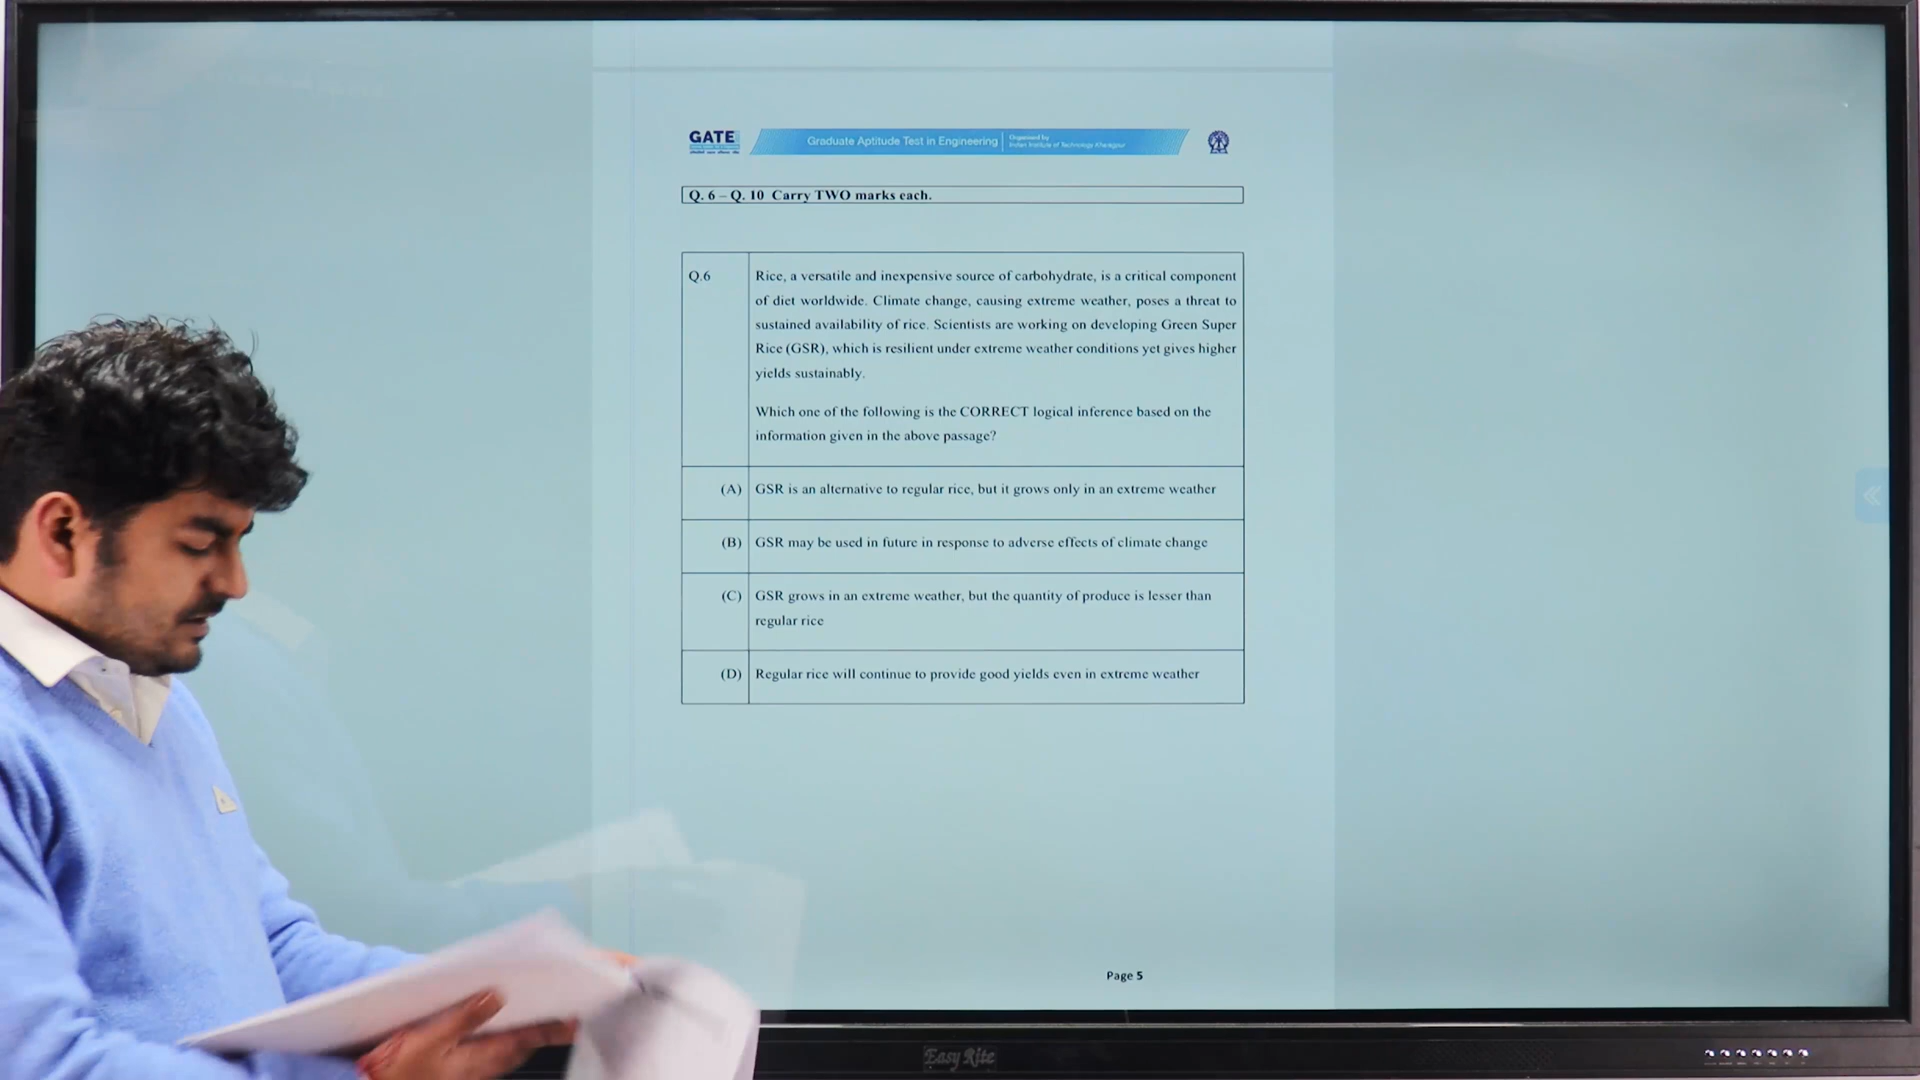 GATE
Graduate Aptitude Test in Engineering
Organised by
Indian Institute of Technology Kharagpur
Q. 6 – Q. 10 Carry TWO marks each.
Q.6
Rice, a versatile and inexpensive source of carbohydrate, is a critical component
of diet worldwide. Climate change, causing extreme weather, poses a threat to
sustained availability of rice. Scientists are working on developing Green Super
Rice (GSR), which is resilient under extreme weather conditions yet gives higher
yields sustainably.
Which one of the following is the CORRECT logical inference based on the
information given in the above passage?
(A) GSR is an alternative to regular rice, but it grows only in an extreme weather
(B) GSR may be used in future in response to adverse effects of climate change
(C) GSR grows in an extreme weather, but the quantity of produce is lesser than
regular rice
(D) Regular rice will continue to provide good yields even in extreme weather
Page 5
Easy Rite